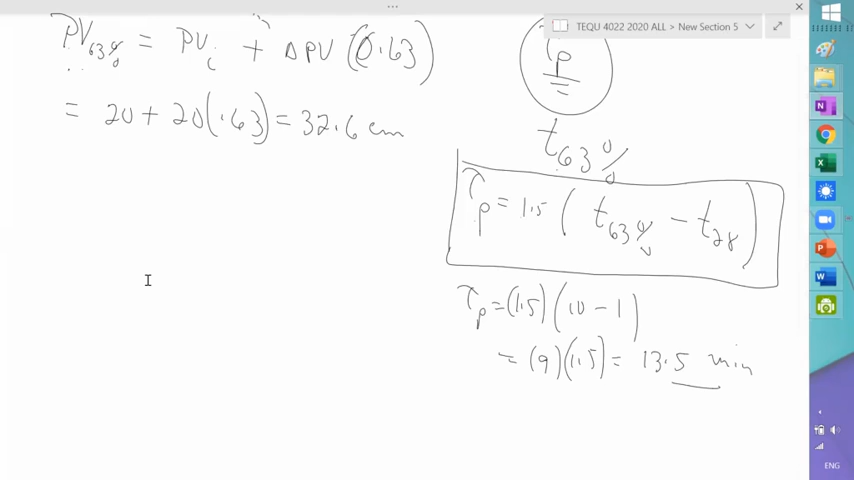 TEQU 4022 2020 ALL > New Section 5
PV63% = PVi + ΔPV (0.63)
= 20 + 20(.63) = 32.6 cm
τp
t63%
τp = 1.5 ( t63% - t28 )
τp = (1.5) (10 - 1)
= (9)(1.5) = 13.5 min
ENG